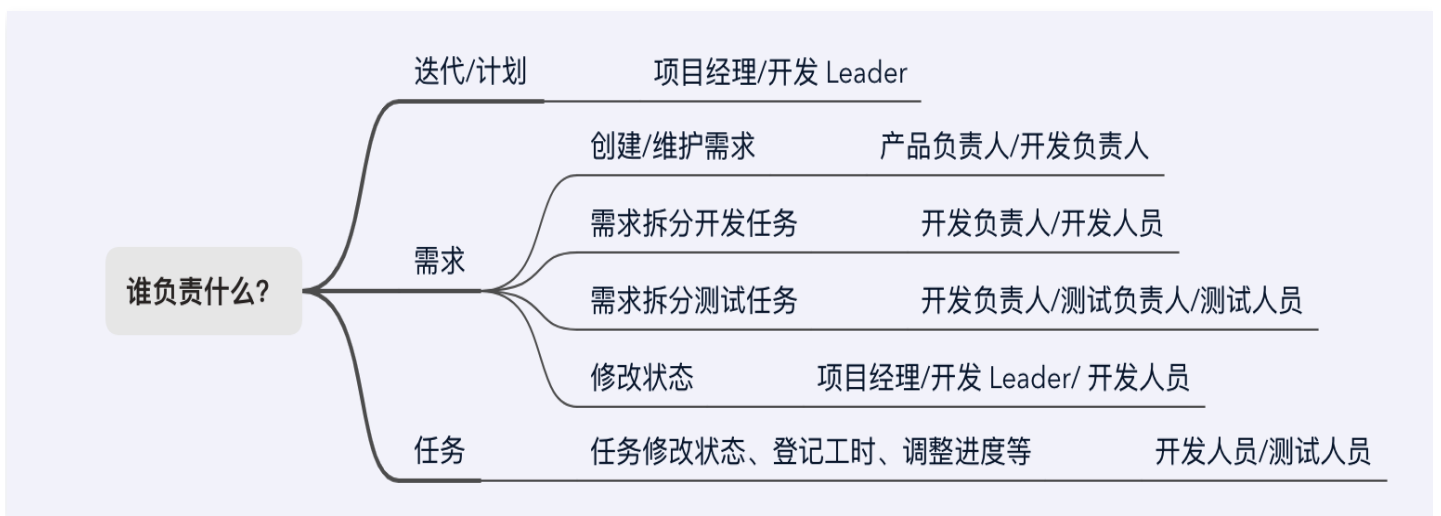 迭代/计划 项目经理/开发 Leader
创建/维护需求 产品负责人/开发负责人
需求拆分开发任务 开发负责人/开发人员
需求
谁负责什么?
需求拆分测试任务 开发负责人/测试负责人/测试人员
修改状态 项目经理/开发 Leader/ 开发人员
任务 任务修改状态、登记工时、调整进度等 开发人员/测试人员